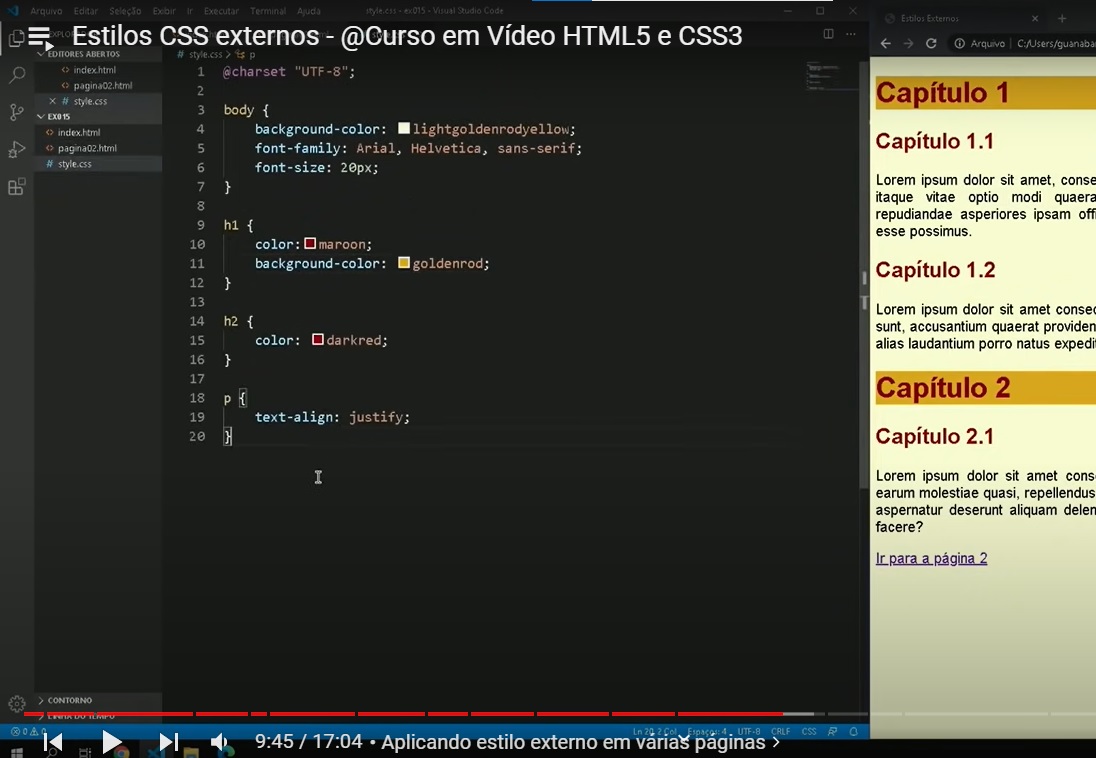 Arquivo Editar Seleção Exibir Ir Executar Terminal Ajuda
style.css - ex015 - Visual Studio Code
Estilos CSS externos - @Curso em Vídeo HTML5 e CSS3
EDITORES ABERTOS
index.html
pagina02.html
# style.css
EX015
index.html
pagina02.html
# style.css
CONTORNO
LINHA DO TEMPO
# style.css > p
1 @charset "UTF-8";
2
3 body {
4 background-color: lightgoldenrodyellow;
5 font-family: Arial, Helvetica, sans-serif;
6 font-size: 20px;
7 }
8
9 h1 {
10 color: maroon;
11 background-color: goldenrod;
12 }
13
14 h2 {
15 color: darkred;
16 }
17
18 p {
19 text-align: justify;
20 }
Estilos Externos
Arquivo | C:/Users/guanaba
Capítulo 1
Capítulo 1.1
Lorem ipsum dolor sit amet, conse
itaque vitae optio modi quaera
repudiandae asperiores ipsam offi
esse possimus.
Capítulo 1.2
Lorem ipsum dolor sit amet consec
sunt, accusantium quaerat providen
alias laudantium porro natus expedit
Capítulo 2
Capítulo 2.1
Lorem ipsum dolor sit amet cons
earum molestiae quasi, repellendus
aspernatur deserunt aliquam delen
facere?
Ir para a página 2
UTF-8 CRLF CSS
9:45 / 17:04 • Aplicando estilo externo em várias páginas